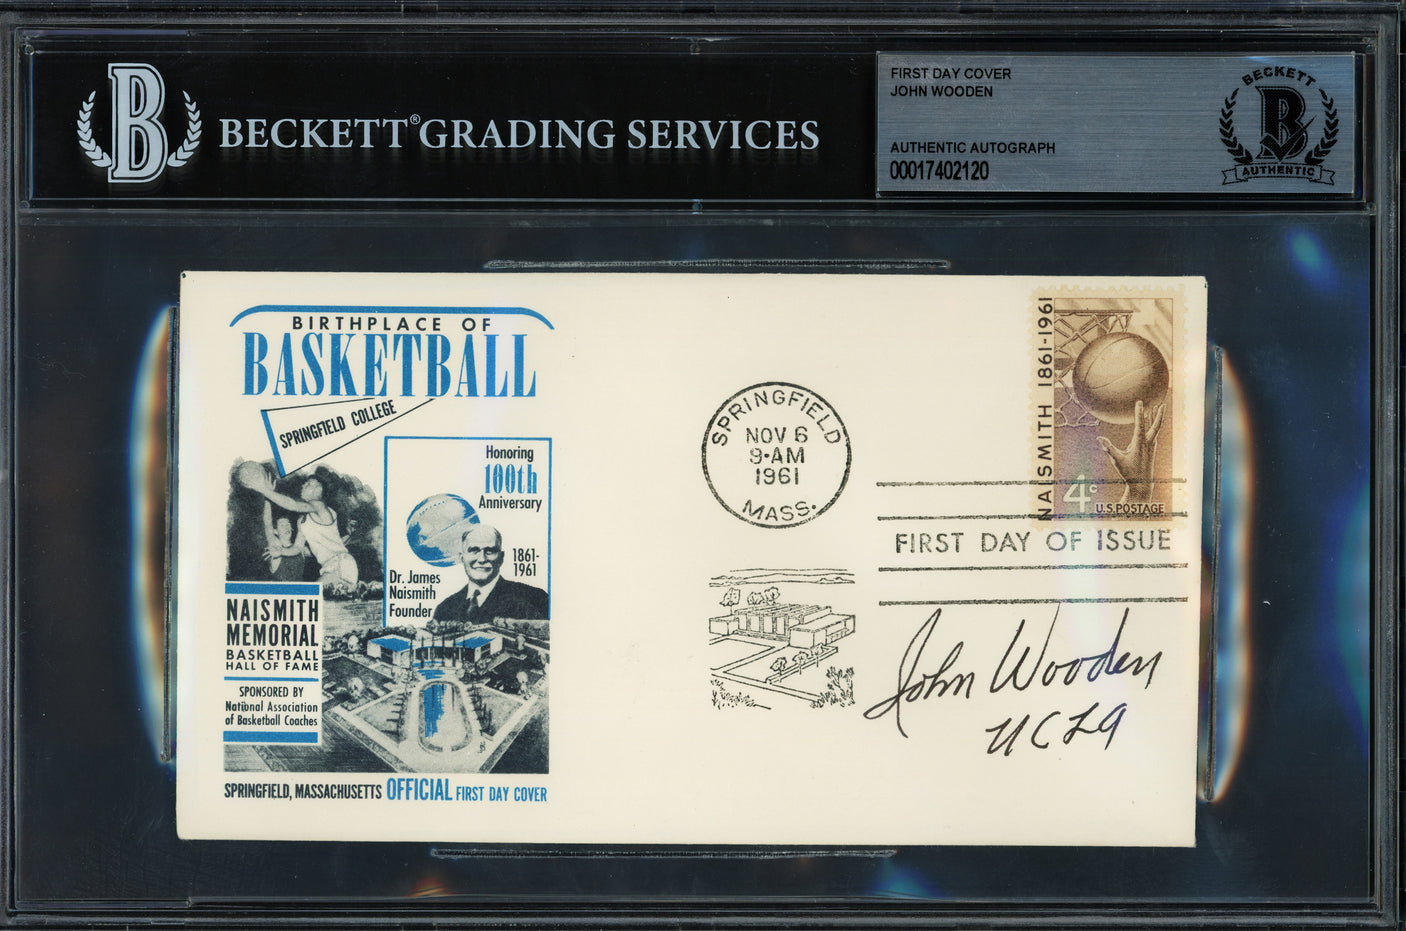 B
BECKETT® GRADING SERVICES
FIRST DAY COVER
JOHN WOODEN
AUTHENTIC AUTOGRAPH
00017402120
BECKETT
B
AUTHENTIC
BIRTHPLACE OF
BASKETBALL
SPRINGFIELD COLLEGE
Honoring
100th
Anniversary
1861-
1961
Dr. James
Naismith
Founder
NAISMITH
MEMORIAL
BASKETBALL
HALL OF FAME
SPONSORED BY
National Association
of Basketball Coaches
SPRINGFIELD, MASSACHUSETTS OFFICIAL FIRST DAY COVER
SPRINGFIELD
NOV 6
9-AM
1961
MASS.
NAISMITH 1861-1961
4c
U.S. POSTAGE
FIRST DAY OF ISSUE
John Wooden
UCLA